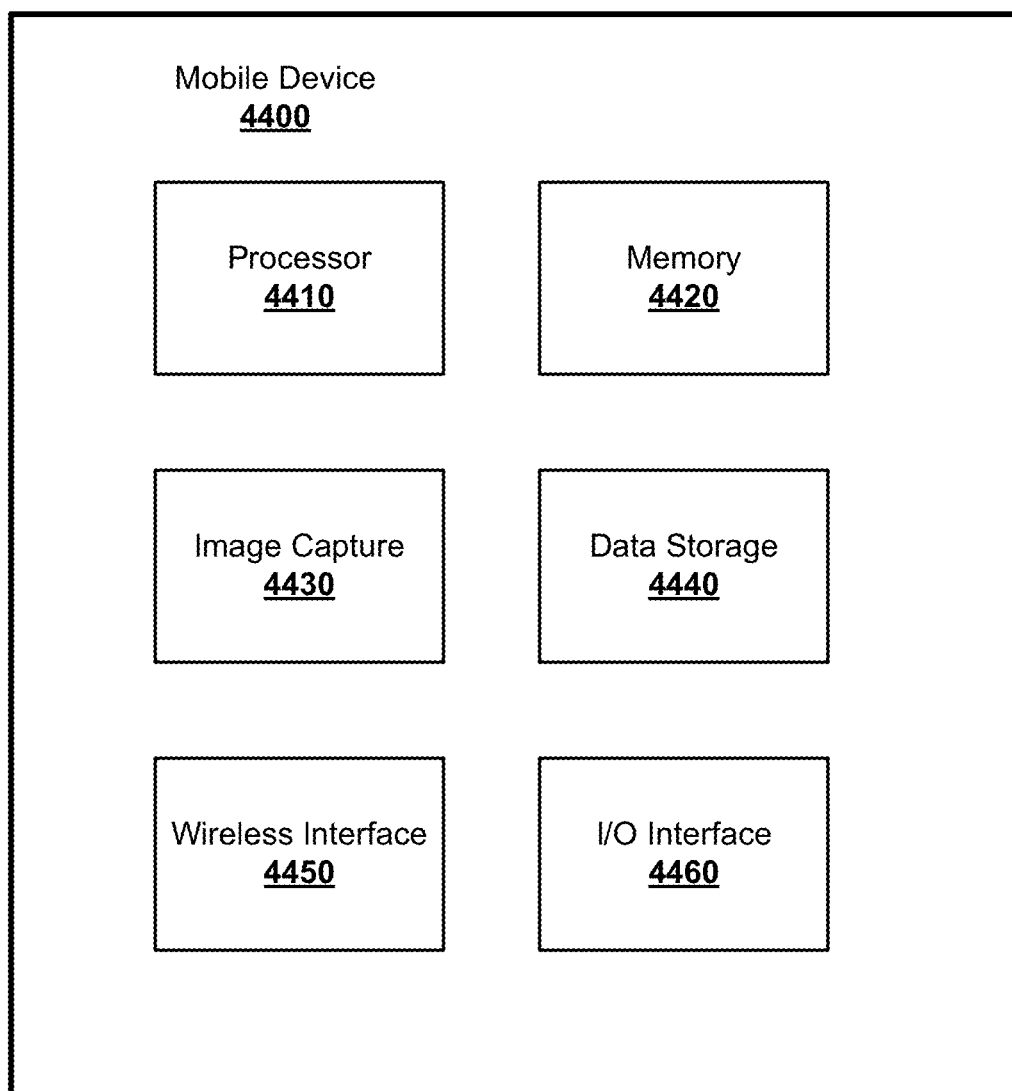 Mobile Device
4400
Processor
4410
Memory
4420
Image Capture
4430
Data Storage
4440
Wireless Interface
4450
I/O Interface
4460